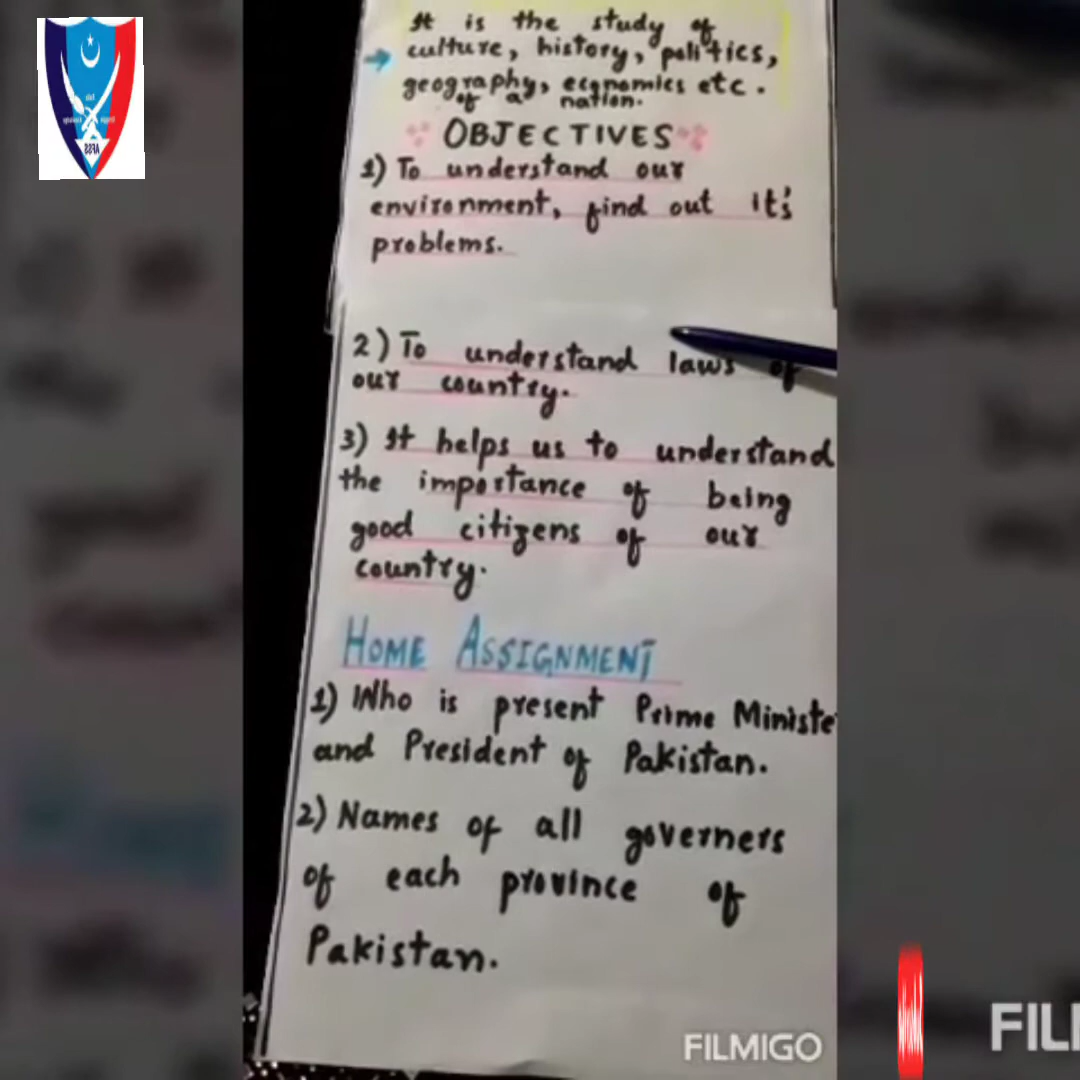 It is the study of
culture, history, politics,
geography, economics etc.
of a nation.
OBJECTIVES
1) To understand our
environment, find out it's
problems.
2) To understand laws of
our country.
3) It helps us to understand
the importance of being
good citizens of our
country.
HOME ASSIGNMENT
1) Who is present Prime Ministe
and President of Pakistan.
2) Names of all governers
of each province of
Pakistan.
FILMIGO
FIL
APSS